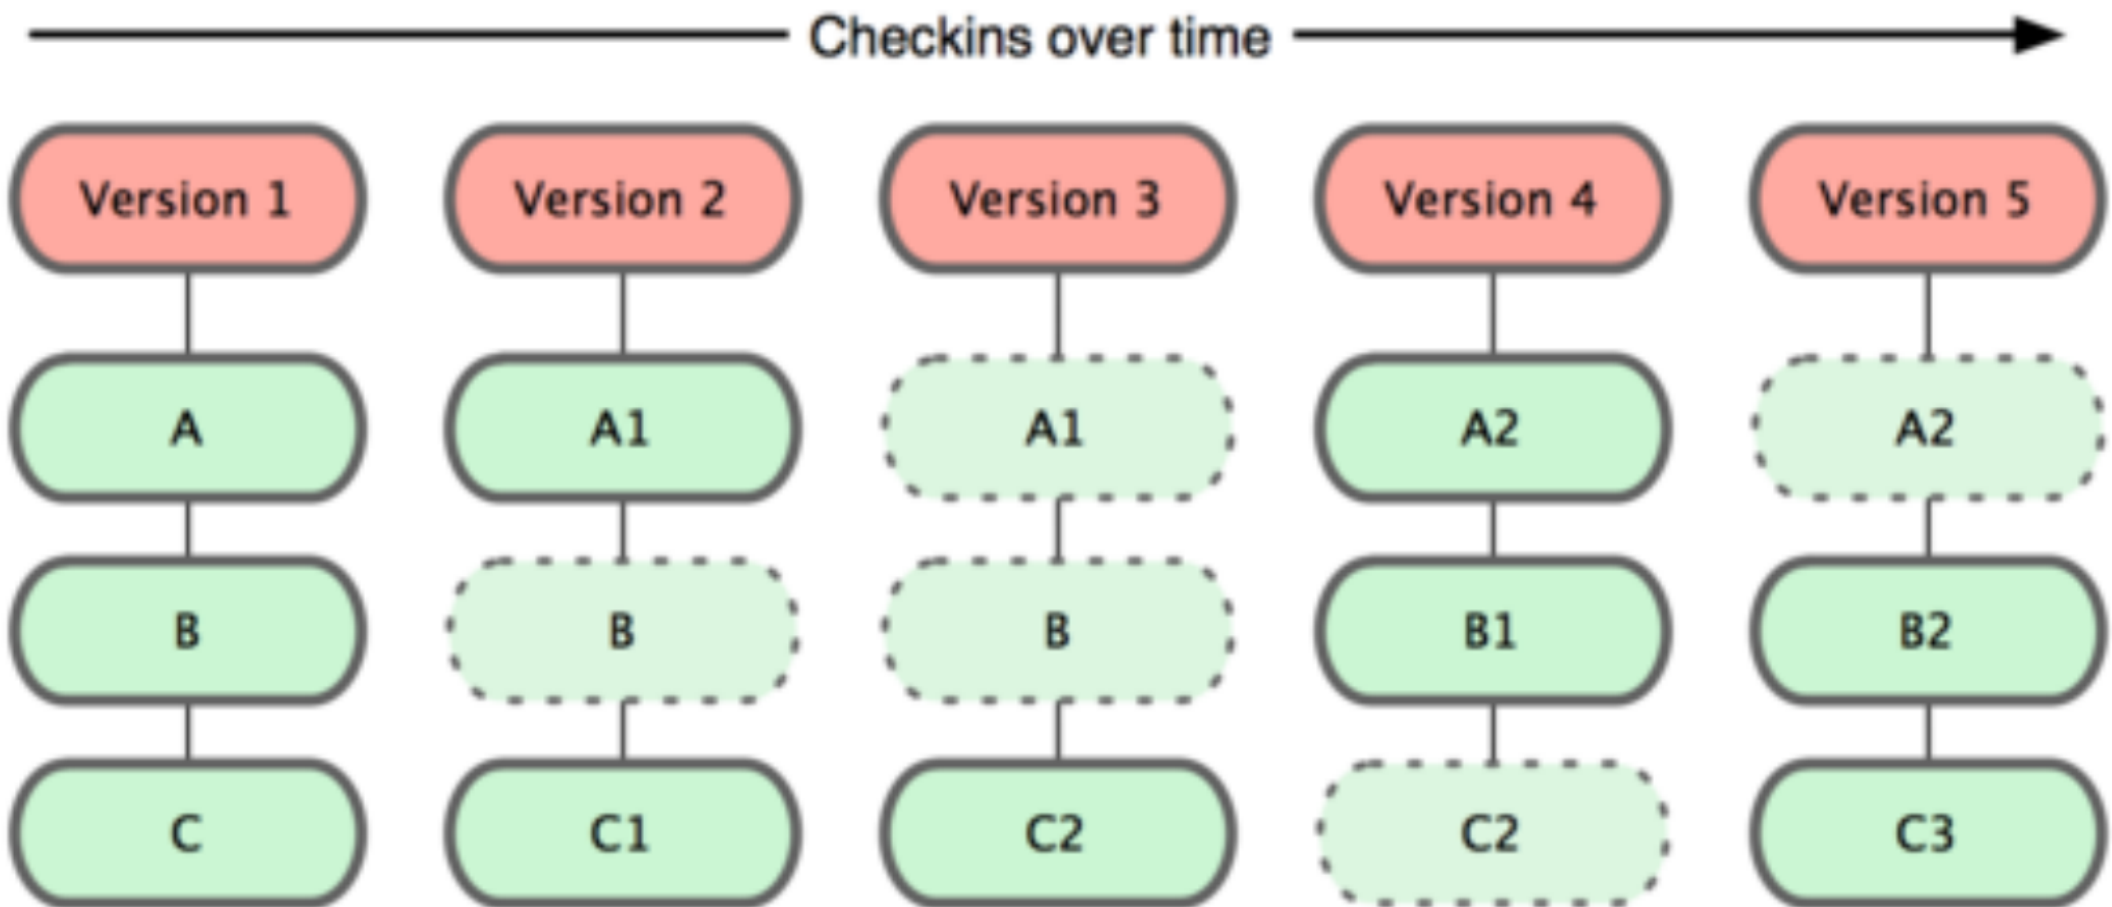 Checkins over time
Version 1 Version 2 Version 3 Version 4 Version 5
A A1 A1 A2 A2
B B B B1 B2
C C1 C2 C2 C3